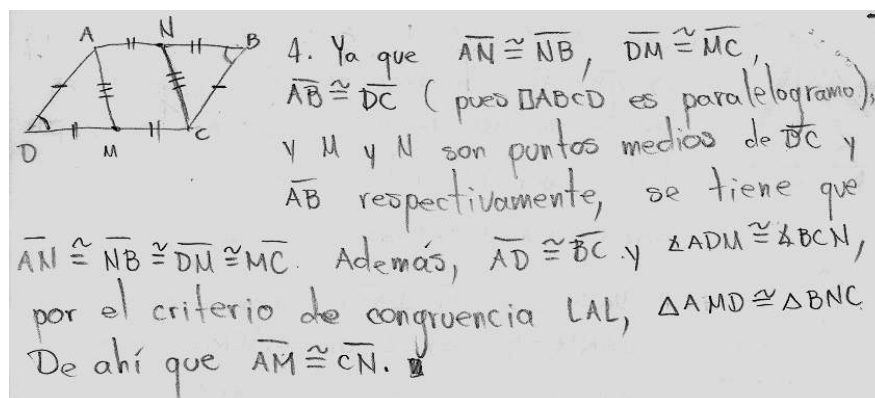 A N B
D M C
4. Ya que AN ≅ NB, DM ≅ MC,
AB ≅ DC (pues □ABCD es paralelogramo),
y M y N son puntos medios de DC y
AB respectivamente, se tiene que
AN ≅ NB ≅ DM ≅ MC. Además, AD ≅ BC y ∡ADM ≅ ∡BCN,
por el criterio de congruencia LAL, △AMD ≅ △BNC
De ahí que AM ≅ CN.